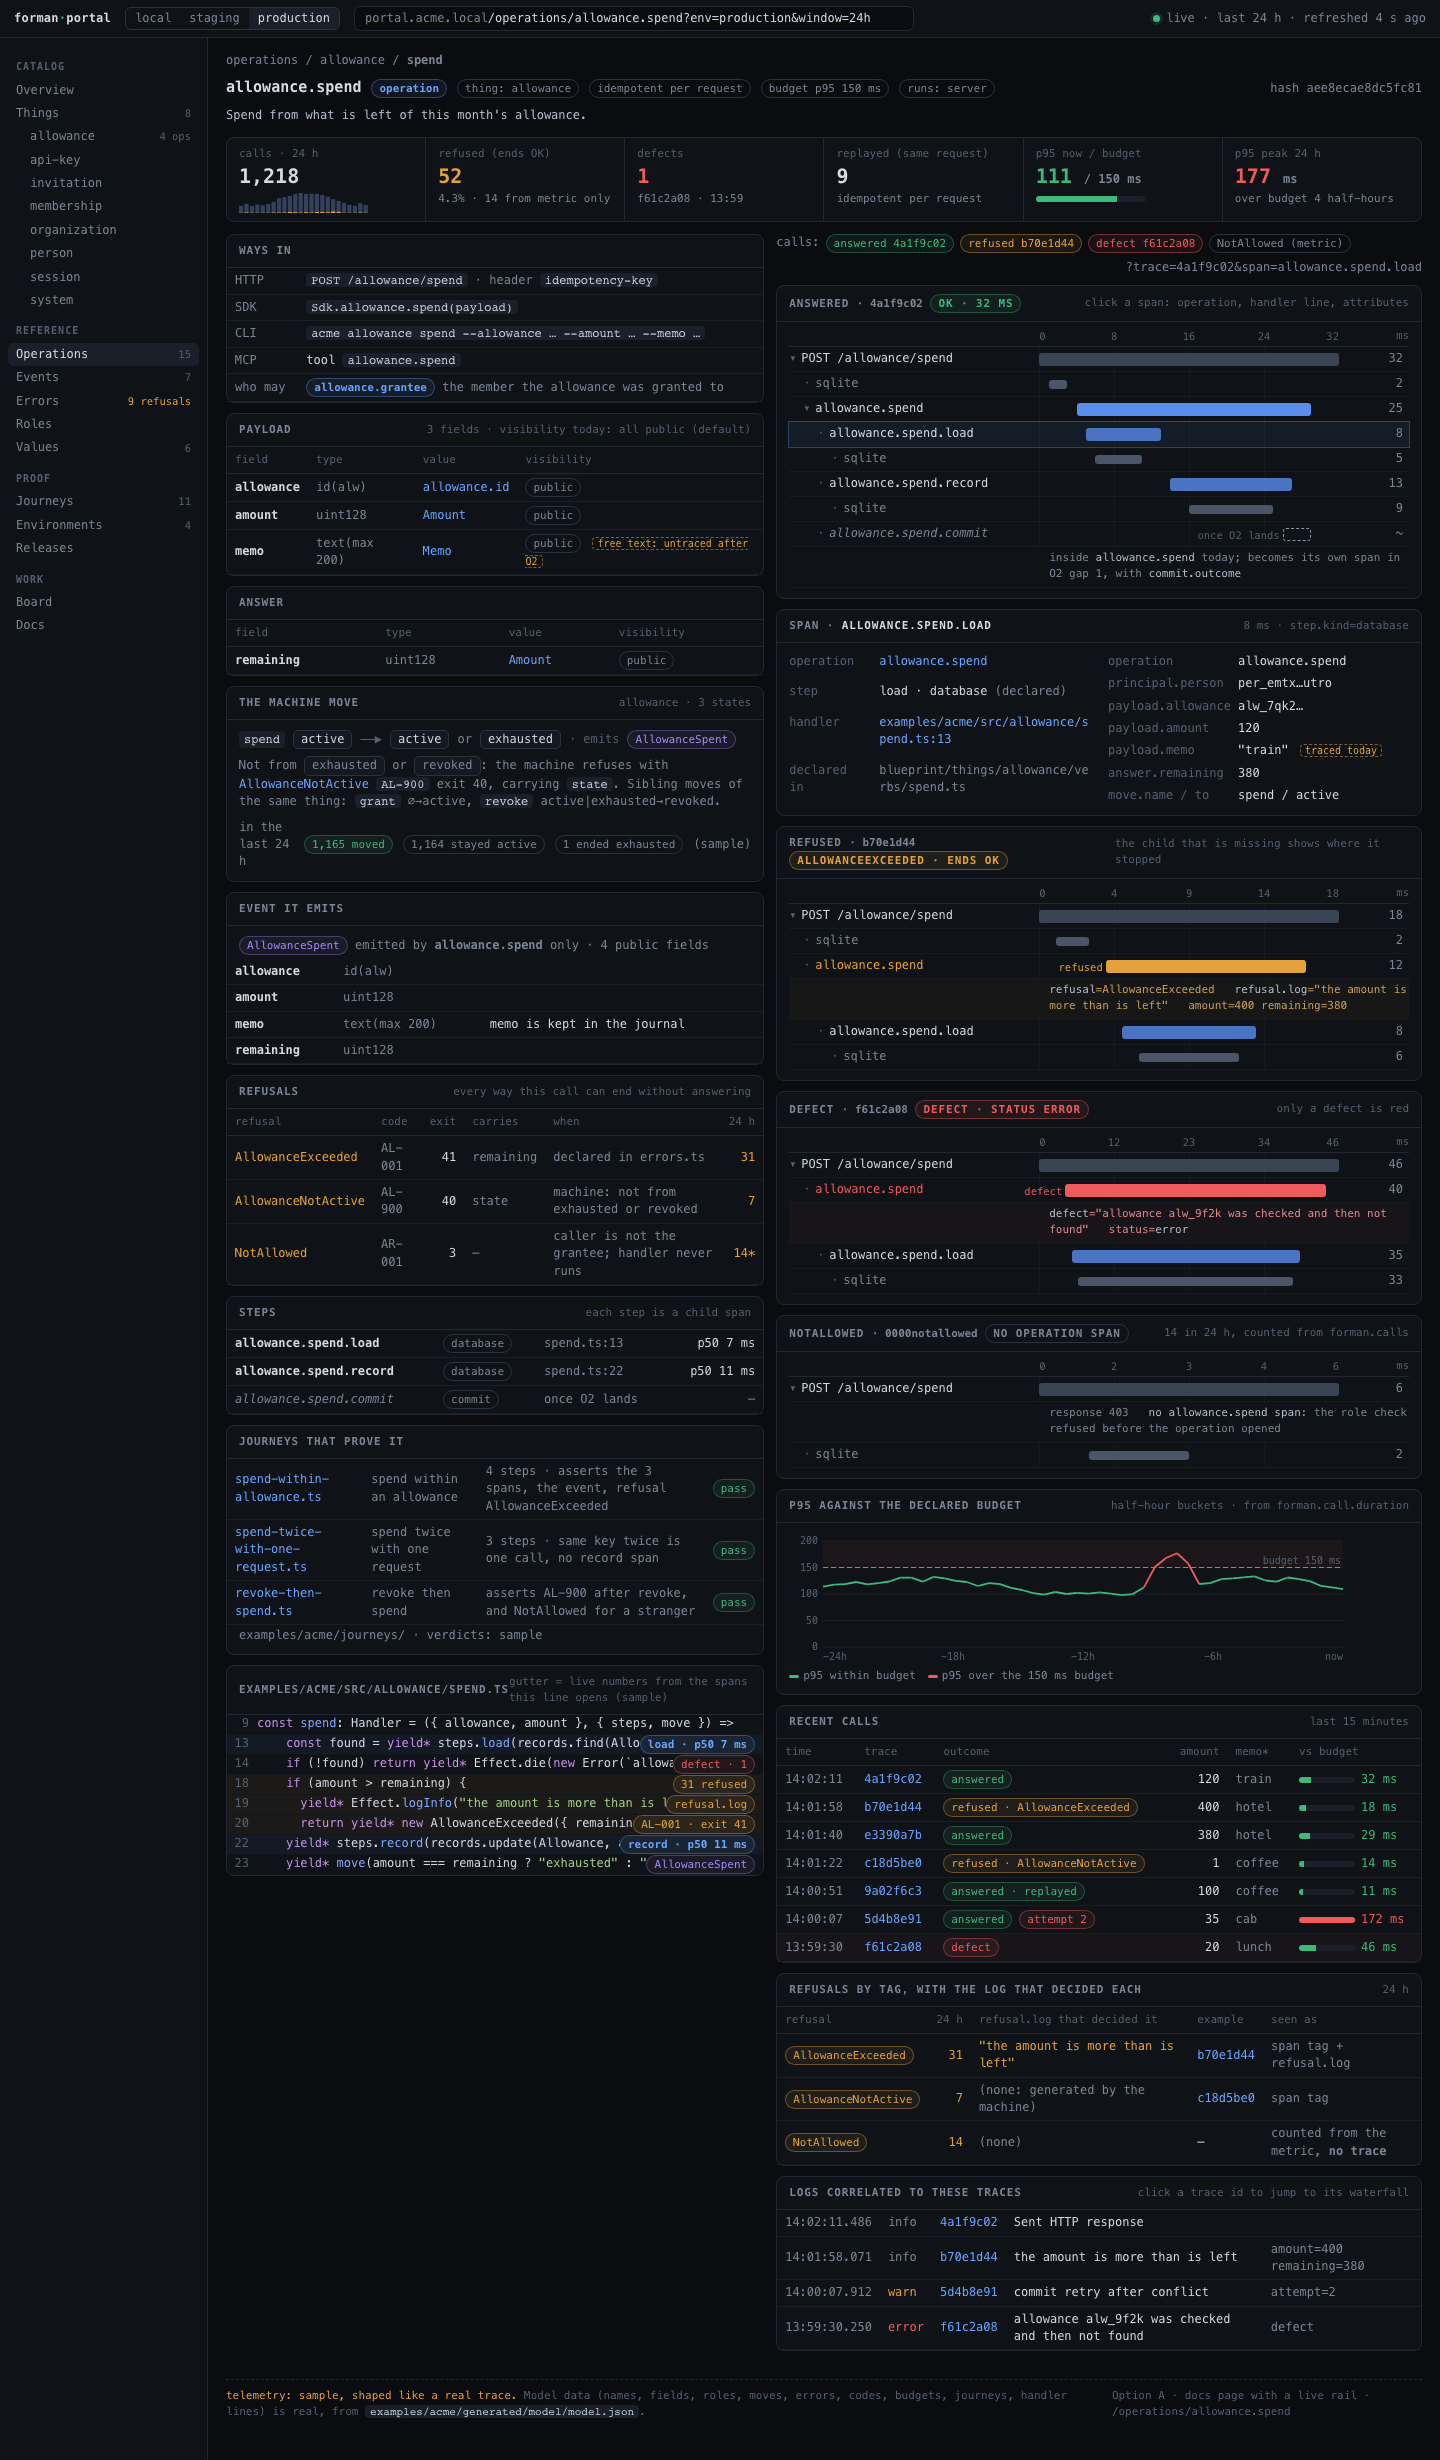 forman·portal local staging production portal.acme.local/operations/allowance.spend?env=production&window=24h live · last 24 h · refreshed 4 s ago
CATALOG
Overview
Things 8
allowance 4 ops
api-key
invitation
membership
organization
person
session
system
REFERENCE
Operations 15
Events 7
Errors 9 refusals
Roles
Values 6
PROOF
Journeys 11
Environments 4
Releases
WORK
Board
Docs
operations / allowance / spend
allowance.spend operation thing: allowance idempotent per request budget p95 150 ms runs: server hash aee8ecae8dc5fc81
Spend from what is left of this month's allowance.
calls · 24 h
1,218
refused (ends OK)
52
4.3% · 14 from metric only
defects
1
f61c2a08 · 13:59
replayed (same request)
9
idempotent per request
p95 now / budget
111 / 150 ms
p95 peak 24 h
177 ms
over budget 4 half-hours
WAYS IN
HTTP POST /allowance/spend · header idempotency-key
SDK Sdk.allowance.spend(payload)
CLI acme allowance spend --allowance … --amount … --memo …
MCP tool allowance.spend
who may allowance.grantee the member the allowance was granted to
PAYLOAD 3 fields · visibility today: all public (default)
field type value visibility
allowance id(alw) allowance.id public
amount uint128 Amount public
memo text(max 200) Memo public free text: untraced after O2
ANSWER
field type value visibility
remaining uint128 Amount public
THE MACHINE MOVE allowance · 3 states
spend active ──▶ active or exhausted · emits AllowanceSpent
Not from exhausted or revoked: the machine refuses with
AllowanceNotActive AL-900 exit 40, carrying state. Sibling moves of
the same thing: grant ∅→active, revoke active|exhausted→revoked.
in the last 24 h 1,165 moved 1,164 stayed active 1 ended exhausted (sample)
EVENT IT EMITS
AllowanceSpent emitted by allowance.spend only · 4 public fields
allowance id(alw)
amount uint128
memo text(max 200) memo is kept in the journal
remaining uint128
REFUSALS every way this call can end without answering
refusal code exit carries when 24 h
AllowanceExceeded AL-001 41 remaining declared in errors.ts 31
AllowanceNotActive AL-900 40 state machine: not from exhausted or revoked 7
NotAllowed AR-001 3 — caller is not the grantee; handler never runs 14*
STEPS each step is a child span
allowance.spend.load database spend.ts:13 p50 7 ms
allowance.spend.record database spend.ts:22 p50 11 ms
allowance.spend.commit commit once O2 lands —
JOURNEYS THAT PROVE IT
spend-within-allowance.ts spend within an allowance 4 steps · asserts the 3 spans, the event, refusal AllowanceExceeded pass
spend-twice-with-one-request.ts spend twice with one request 3 steps · same key twice is one call, no record span pass
revoke-then-spend.ts revoke then spend asserts AL-900 after revoke, and NotAllowed for a stranger pass
examples/acme/journeys/ · verdicts: sample
EXAMPLES/ACME/SRC/ALLOWANCE/SPEND.TS gutter = live numbers from the spans this line opens (sample)
9 const spend: Handler = ({ allowance, amount }, { steps, move }) =>
13 const found = yield* steps.load(records.find(Allo load · p50 7 ms
14 if (!found) return yield* Effect.die(new Error(`allowa defect · 1
18 if (amount > remaining) { 31 refused
19 yield* Effect.logInfo("the amount is more than is l refusal.log
20 return yield* new AllowanceExceeded({ remainin AL-001 · exit 41
22 yield* steps.record(records.update(Allowance, record · p50 11 ms
23 yield* move(amount === remaining ? "exhausted" : " AllowanceSpent
calls: answered 4a1f9c02 refused b70e1d44 defect f61c2a08 NotAllowed (metric)
?trace=4a1f9c02&span=allowance.spend.load
ANSWERED · 4a1f9c02 OK · 32 MS click a span: operation, handler line, attributes
0 8 16 24 32 ms
▾ POST /allowance/spend 32
· sqlite 2
▾ allowance.spend 25
· allowance.spend.load 8
· sqlite 5
· allowance.spend.record 13
· sqlite 9
· allowance.spend.commit once O2 lands ~
inside allowance.spend today; becomes its own span in
O2 gap 1, with commit.outcome
SPAN · ALLOWANCE.SPEND.LOAD 8 ms · step.kind=database
operation allowance.spend
step load · database (declared)
handler examples/acme/src/allowance/spend.ts:13
declared in blueprint/things/allowance/verbs/spend.ts
operation allowance.spend
principal.person per_emtx…utro
payload.allowance alw_7qk2…
payload.amount 120
payload.memo "train" traced today
answer.remaining 380
move.name / to spend / active
REFUSED · b70e1d44 ALLOWANCEEXCEEDED · ENDS OK the child that is missing shows where it stopped
0 4 9 14 18 ms
▾ POST /allowance/spend 18
· sqlite 2
· allowance.spend refused 12
refusal=AllowanceExceeded refusal.log="the amount is
more than is left" amount=400 remaining=380
· allowance.spend.load 8
· sqlite 6
DEFECT · f61c2a08 DEFECT · STATUS ERROR only a defect is red
0 12 23 34 46 ms
▾ POST /allowance/spend 46
· allowance.spend defect 40
defect="allowance alw_9f2k was checked and then not
found" status=error
· allowance.spend.load 35
· sqlite 33
NOTALLOWED · 0000notallowed NO OPERATION SPAN 14 in 24 h, counted from forman.calls
0 2 3 4 6 ms
▾ POST /allowance/spend 6
response 403 no allowance.spend span: the role check
refused before the operation opened
· sqlite 2
P95 AGAINST THE DECLARED BUDGET half-hour buckets · from forman.call.duration
200
150
100
50
0
budget 150 ms
−24h −18h −12h −6h now
p95 within budget p95 over the 150 ms budget
RECENT CALLS last 15 minutes
time trace outcome amount memo* vs budget
14:02:11 4a1f9c02 answered 120 train 32 ms
14:01:58 b70e1d44 refused · AllowanceExceeded 400 hotel 18 ms
14:01:40 e3390a7b answered 380 hotel 29 ms
14:01:22 c18d5be0 refused · AllowanceNotActive 1 coffee 14 ms
14:00:51 9a02f6c3 answered · replayed 100 coffee 11 ms
14:00:07 5d4b8e91 answered attempt 2 35 cab 172 ms
13:59:30 f61c2a08 defect 20 lunch 46 ms
REFUSALS BY TAG, WITH THE LOG THAT DECIDED EACH 24 h
refusal 24 h refusal.log that decided it example seen as
AllowanceExceeded 31 "the amount is more than is left" b70e1d44 span tag + refusal.log
AllowanceNotActive 7 (none: generated by the machine) c18d5be0 span tag
NotAllowed 14 (none) — counted from the metric, no trace
LOGS CORRELATED TO THESE TRACES click a trace id to jump to its waterfall
14:02:11.486 info 4a1f9c02 Sent HTTP response
14:01:58.071 info b70e1d44 the amount is more than is left amount=400 remaining=380
14:00:07.912 warn 5d4b8e91 commit retry after conflict attempt=2
13:59:30.250 error f61c2a08 allowance alw_9f2k was checked and then not found defect
telemetry: sample, shaped like a real trace. Model data (names, fields, roles, moves, errors, codes, budgets, journeys, handler
lines) is real, from examples/acme/generated/model/model.json.
Option A · docs page with a live rail ·
/operations/allowance.spend